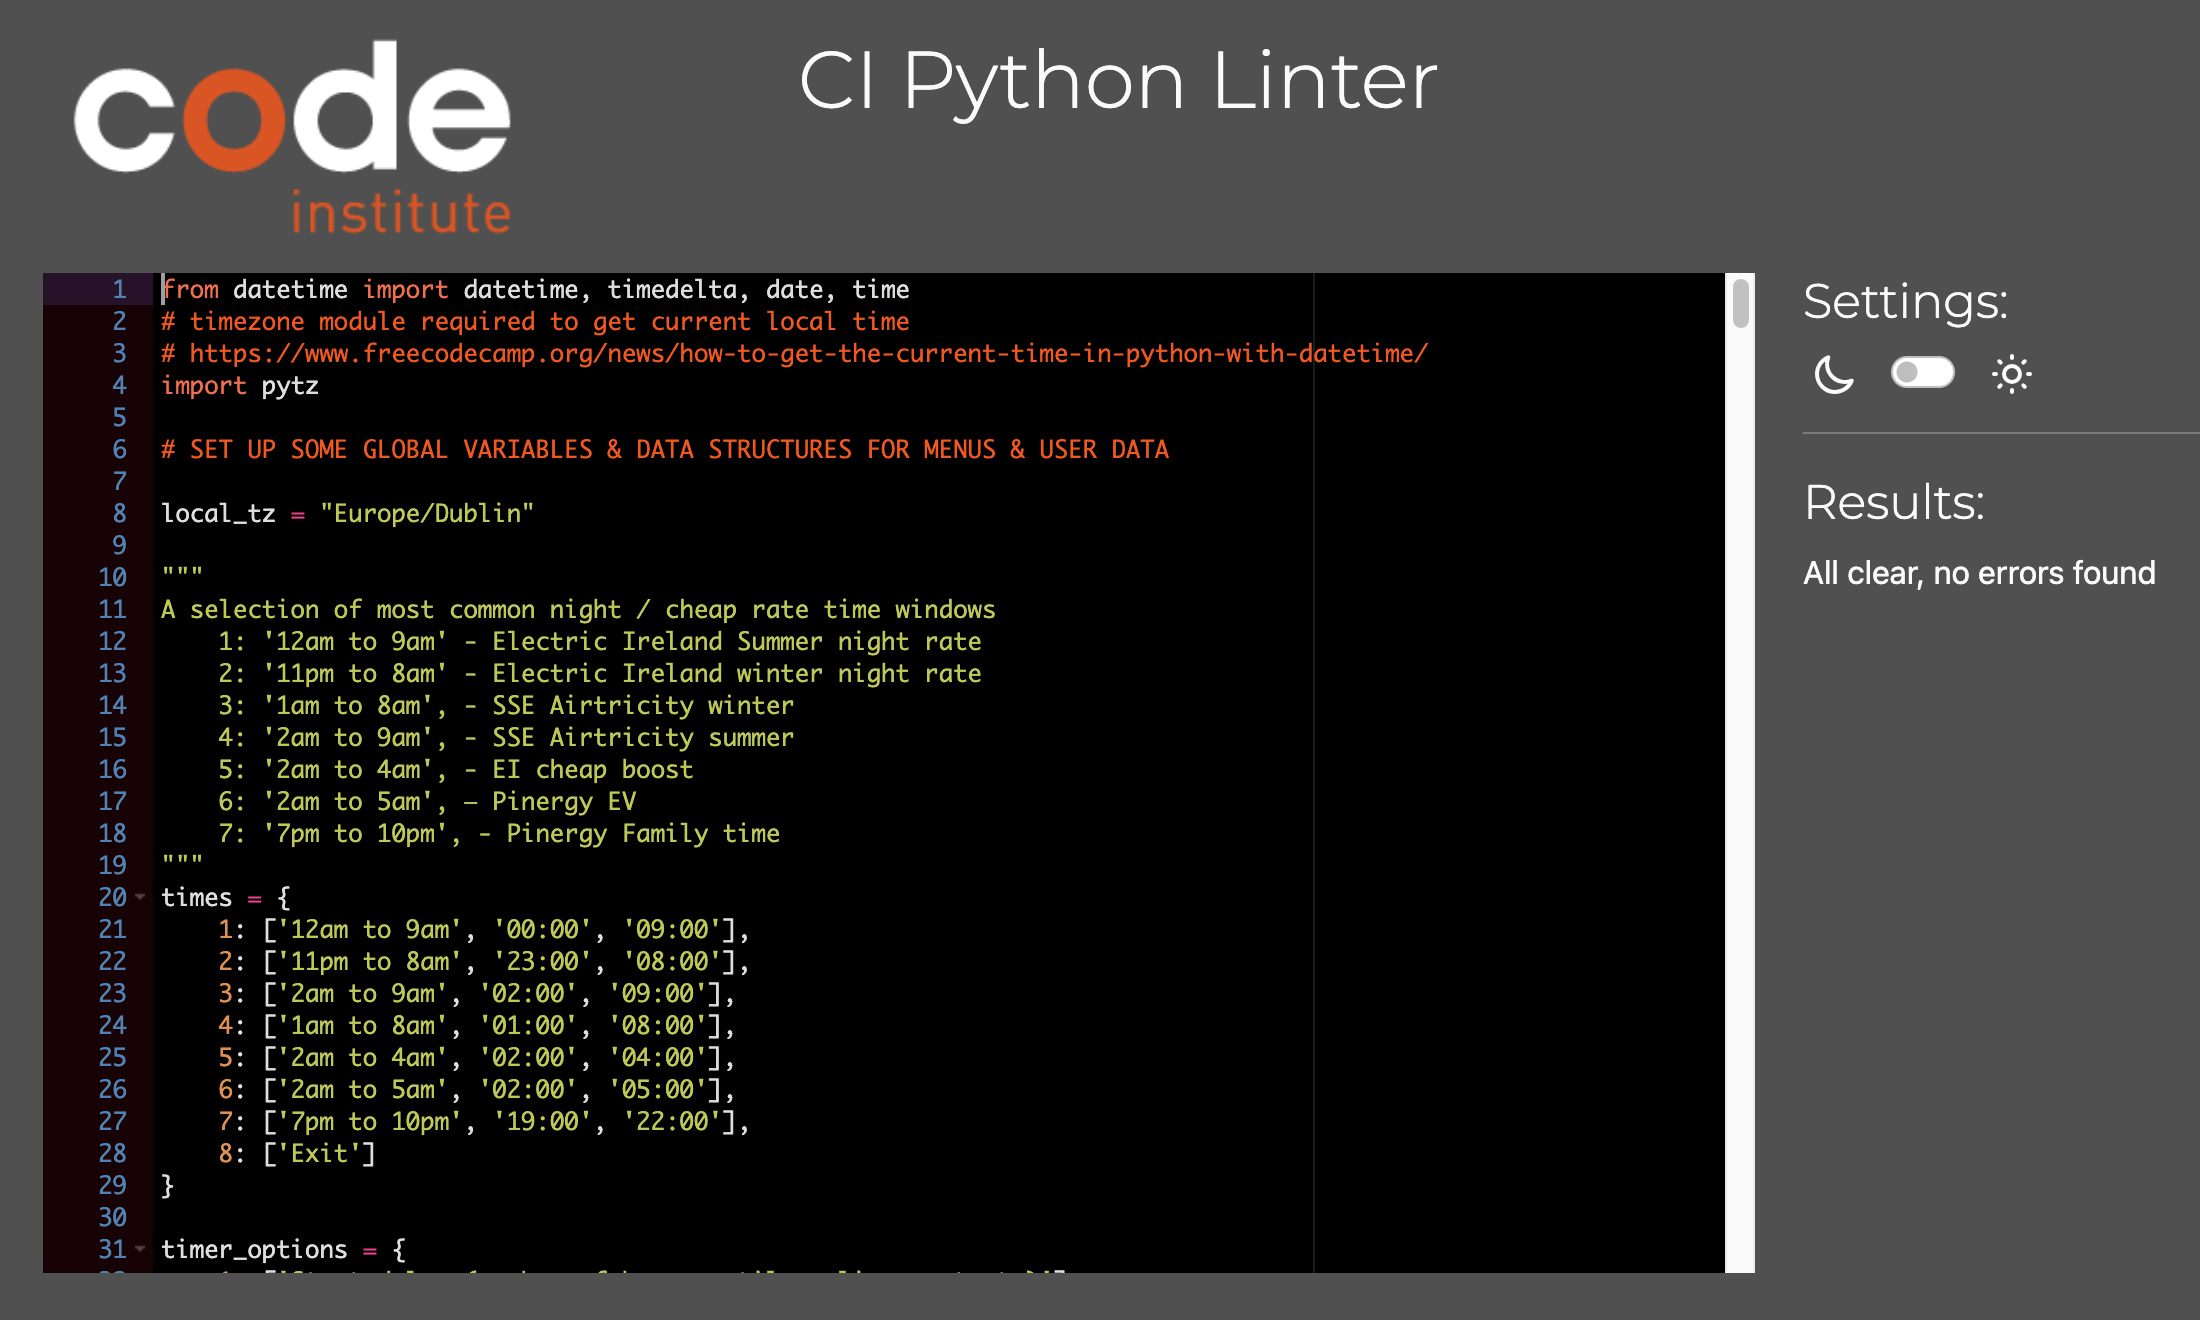 code
institute
CI Python Linter
1 from datetime import datetime, timedelta, date, time
2 # timezone module required to get current local time
3 # https://www.freecodecamp.org/news/how-to-get-the-current-time-in-python-with-datetime/
4 import pytz
5
6 # SET UP SOME GLOBAL VARIABLES & DATA STRUCTURES FOR MENUS & USER DATA
7
8 local_tz = "Europe/Dublin"
9
10 """
11 A selection of most common night / cheap rate time windows
12     1: '12am to 9am' - Electric Ireland Summer night rate
13     2: '11pm to 8am' - Electric Ireland winter night rate
14     3: '1am to 8am', - SSE Airtricity winter
15     4: '2am to 9am', - SSE Airtricity summer
16     5: '2am to 4am', - EI cheap boost
17     6: '2am to 5am', – Pinergy EV
18     7: '7pm to 10pm', - Pinergy Family time
19 """
20 times = {
21     1: ['12am to 9am', '00:00', '09:00'],
22     2: ['11pm to 8am', '23:00', '08:00'],
23     3: ['2am to 9am', '02:00', '09:00'],
24     4: ['1am to 8am', '01:00', '08:00'],
25     5: ['2am to 4am', '02:00', '04:00'],
26     6: ['2am to 5am', '02:00', '05:00'],
27     7: ['7pm to 10pm', '19:00', '22:00'],
28     8: ['Exit']
29 }
30
31 timer_options = {
Settings:
Results:
All clear, no errors found